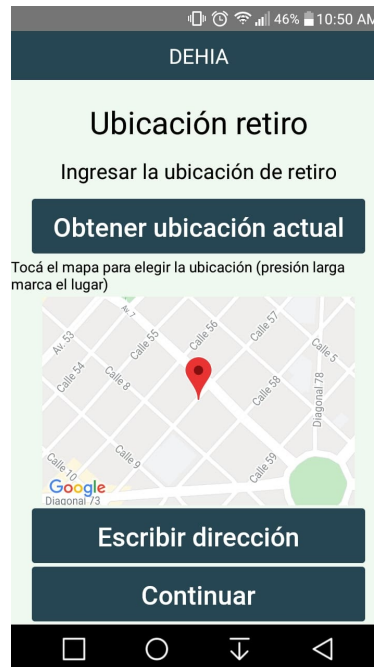 46% 10:50 AM
DEHIA
Ubicación retiro
Ingresar la ubicación de retiro
Obtener ubicación actual
Tocá el mapa para elegir la ubicación (presión larga
marca el lugar)
Av. 7
Av. 53
Calle 55
Calle 56
Calle 57
Calle 5
Calle 54
Calle 8
Calle 58
Diagonal 78
Calle 10
Calle 9
Calle 59
Google
Diagonal 73
Escribir dirección
Continuar